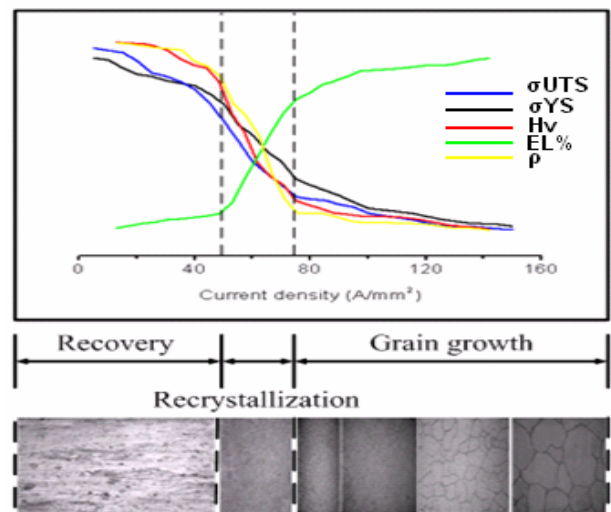 σUTS
σYS
Hv
EL%
ρ
0 40 80 120 160
Current density (A/mm²)
Recovery
Grain growth
Recrystallization